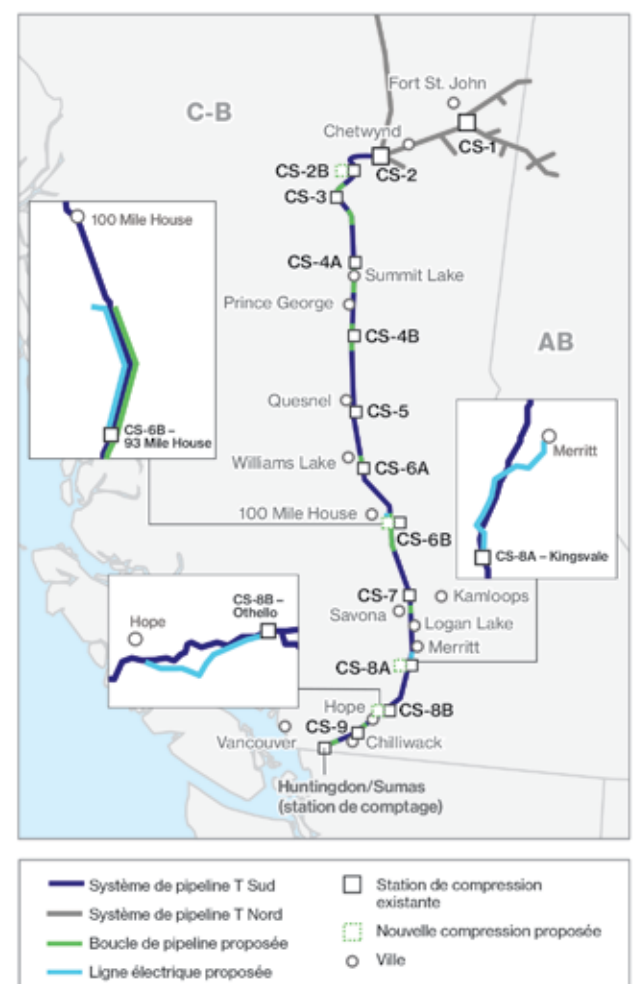 Fort St. John
C-B
Chetwynd
CS-1
CS-2B
CS-2
CS-3
100 Mile House
CS-4A
Summit Lake
Prince George
AB
CS-4B
Quesnel
CS-5
CS-6B –
93 Mile House
Merritt
Williams Lake
CS-6A
100 Mile House
CS-6B
CS-8A – Kingsvale
CS-8B –
Othello
CS-7
Kamloops
Savona
Hope
Logan Lake
Merritt
CS-8A
Hope
CS-8B
CS-9
Vancouver
Chilliwack
Huntingdon/Sumas
(station de comptage)
Système de pipeline T Sud
Système de pipeline T Nord
Boucle de pipeline proposée
Ligne électrique proposée
Station de compression
existante
Nouvelle compression proposée
Ville